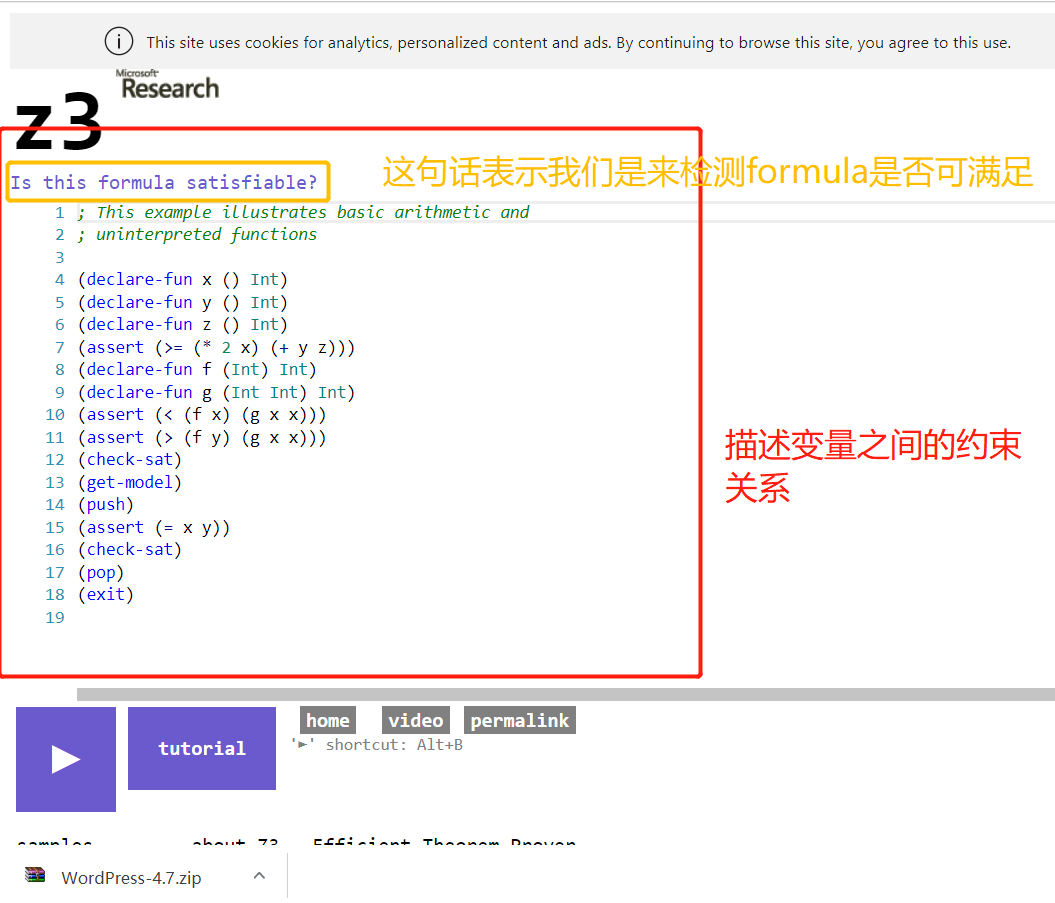 This site uses cookies for analytics, personalized content and ads. By continuing to browse this site, you agree to this use.
Microsoft
Research
z3
Is this formula satisfiable?
这句话表示我们是来检测formula是否可满足
1 ; This example illustrates basic arithmetic and
2 ; uninterpreted functions
3
4 (declare-fun x () Int)
5 (declare-fun y () Int)
6 (declare-fun z () Int)
7 (assert (>= (* 2 x) (+ y z)))
8 (declare-fun f (Int) Int)
9 (declare-fun g (Int Int) Int)
10 (assert (< (f x) (g x x)))
11 (assert (> (f y) (g x x)))
12 (check-sat)
13 (get-model)
14 (push)
15 (assert (= x y))
16 (check-sat)
17 (pop)
18 (exit)
19
描述变量之间的约束
关系
home video permalink
tutorial
'►' shortcut: Alt+B
samples about Z3 - Efficient Theorem Prover
WordPress-4.7.zip